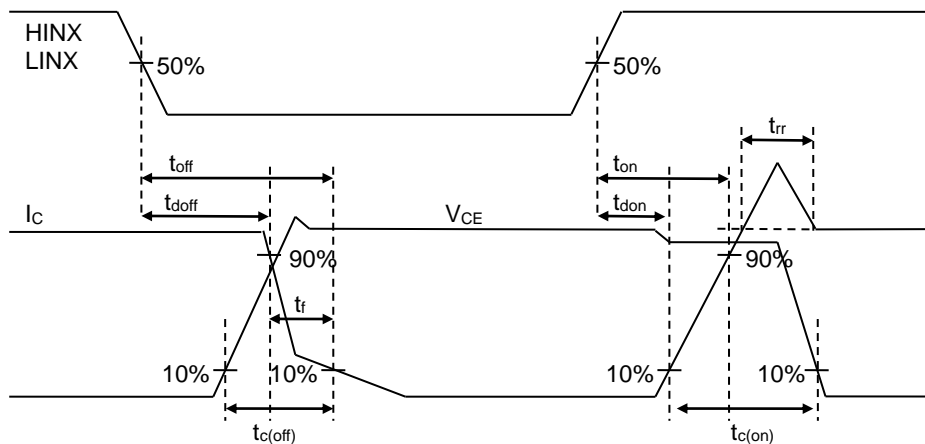 HINX
LINX
50%
50%
trr
toff
ton
tdoff
tdon
IC
VCE
90%
90%
tf
10%
10%
10%
10%
tc(off)
tc(on)